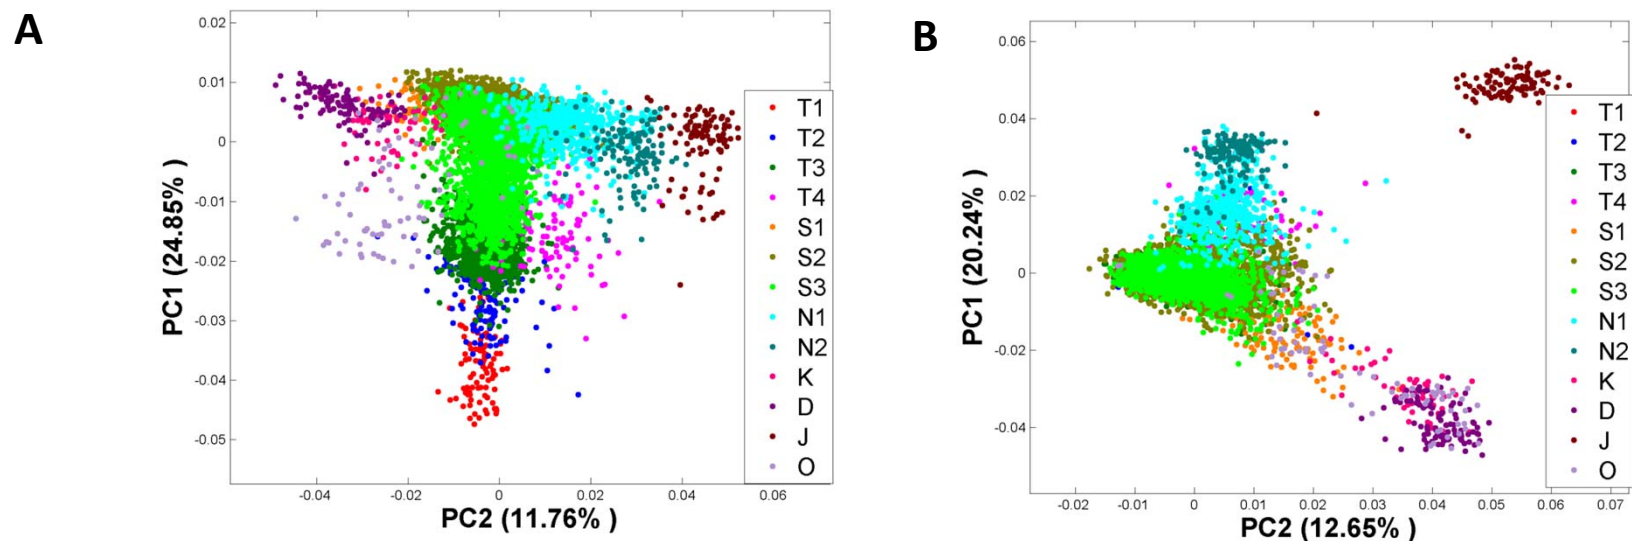 A
0.02
0.01
0
-0.01
-0.02
-0.03
-0.04
-0.05
PC1 (24.85% )
-0.04
-0.02
0
0.02
0.04
0.06
PC2 (11.76% )
T1
T2
T3
T4
S1
S2
S3
N1
N2
K
D
J
O
B
0.06
0.04
0.02
0
-0.02
-0.04
PC1 (20.24% )
-0.02
-0.01
0
0.01
0.02
0.03
0.04
0.05
0.06
0.07
PC2 (12.65% )
T1
T2
T3
T4
S1
S2
S3
N1
N2
K
D
J
O